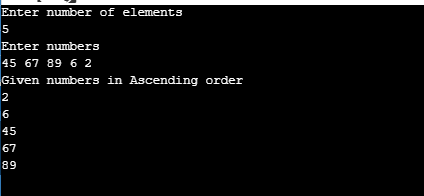 Enter number of elements
5
Enter numbers
45 67 89 6 2
Given numbers in Ascending order
2
6
45
67
89